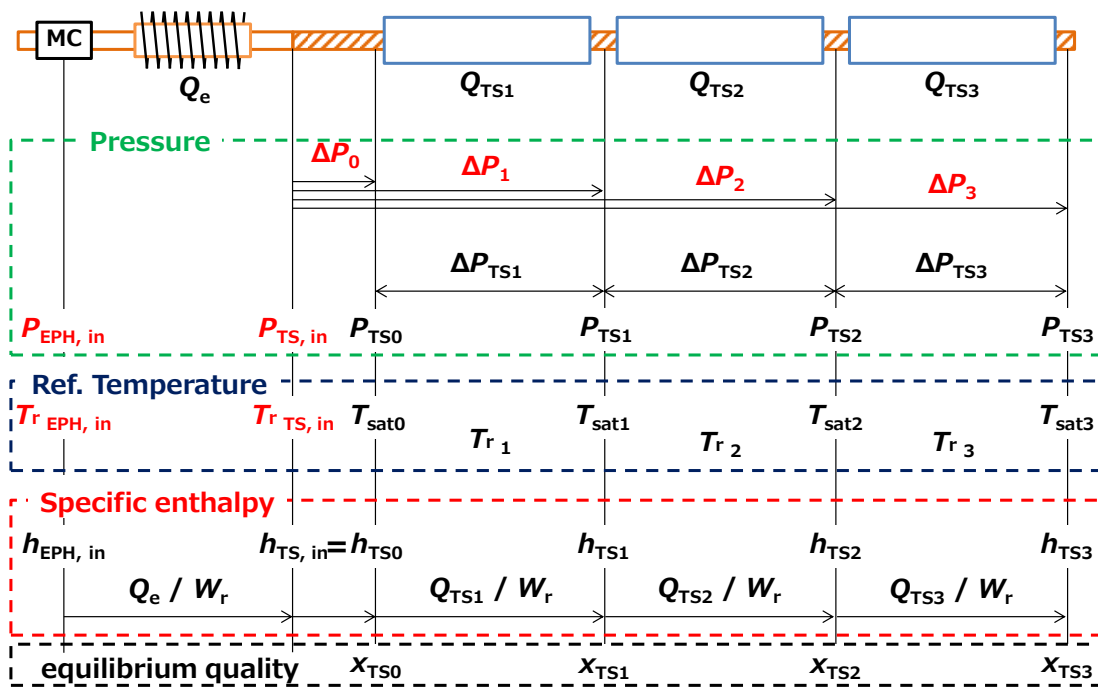 MC
Qe QTS1 QTS2 QTS3
Pressure
ΔP0 ΔP1 ΔP2 ΔP3
ΔPTS1 ΔPTS2 ΔPTS3
PEPH, in PTS, in PTS0 PTS1 PTS2 PTS3
Ref. Temperature
Tr EPH, in Tr TS, in Tsat0 Tsat1 Tsat2 Tsat3
Tr 1 Tr 2 Tr 3
Specific enthalpy
hEPH, in hTS, in = hTS0 hTS1 hTS2 hTS3
Qe / Wr QTS1 / Wr QTS2 / Wr QTS3 / Wr
equilibrium quality xTS0 xTS1 xTS2 xTS3